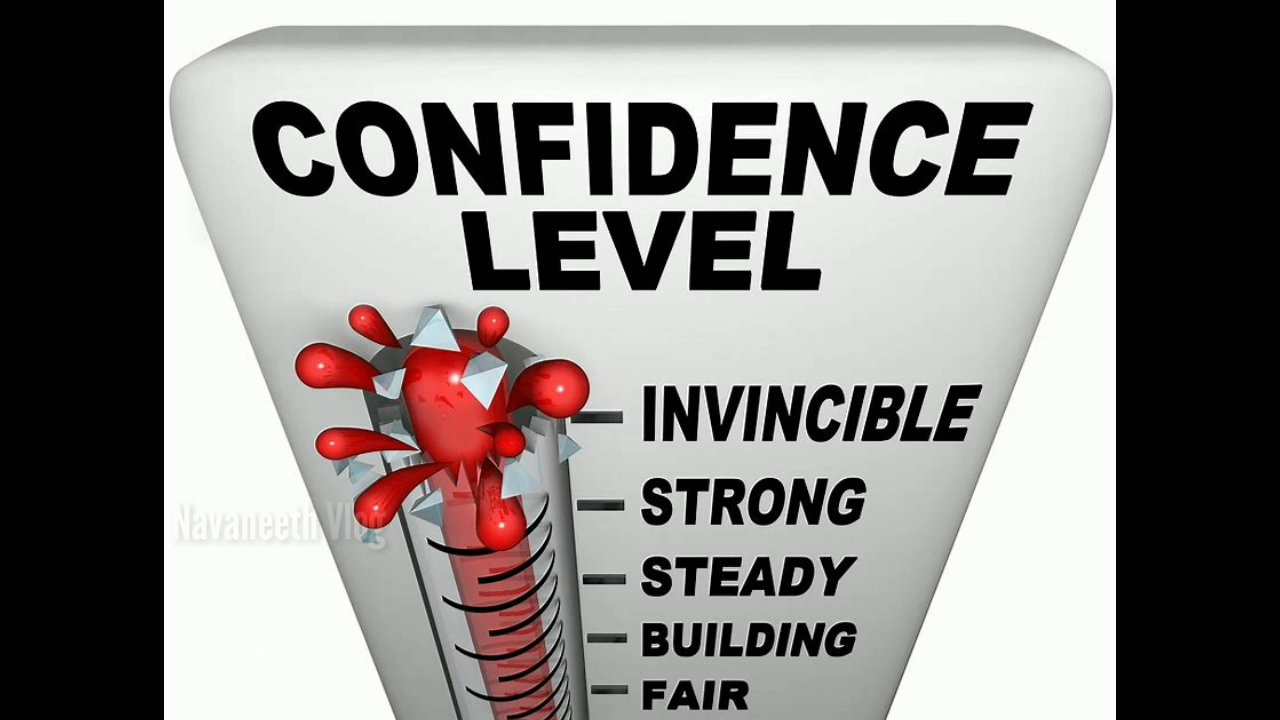 CONFIDENCE
LEVEL
INVINCIBLE
STRONG
Navaneeth Vlog
STEADY
BUILDING
FAIR